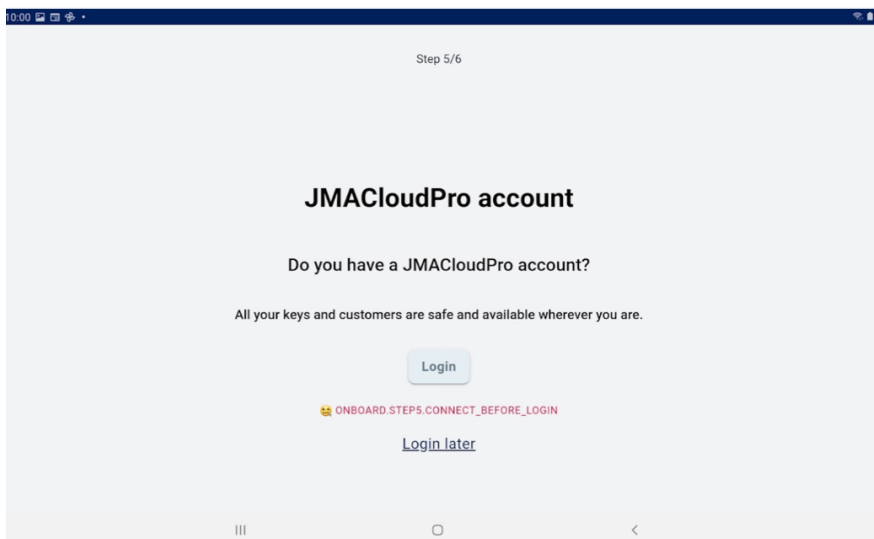 10:00
Step 5/6
JMACloudPro account
Do you have a JMACloudPro account?
All your keys and customers are safe and available wherever you are.
Login
🤐 ONBOARD.STEP5.CONNECT_BEFORE_LOGIN
Login later